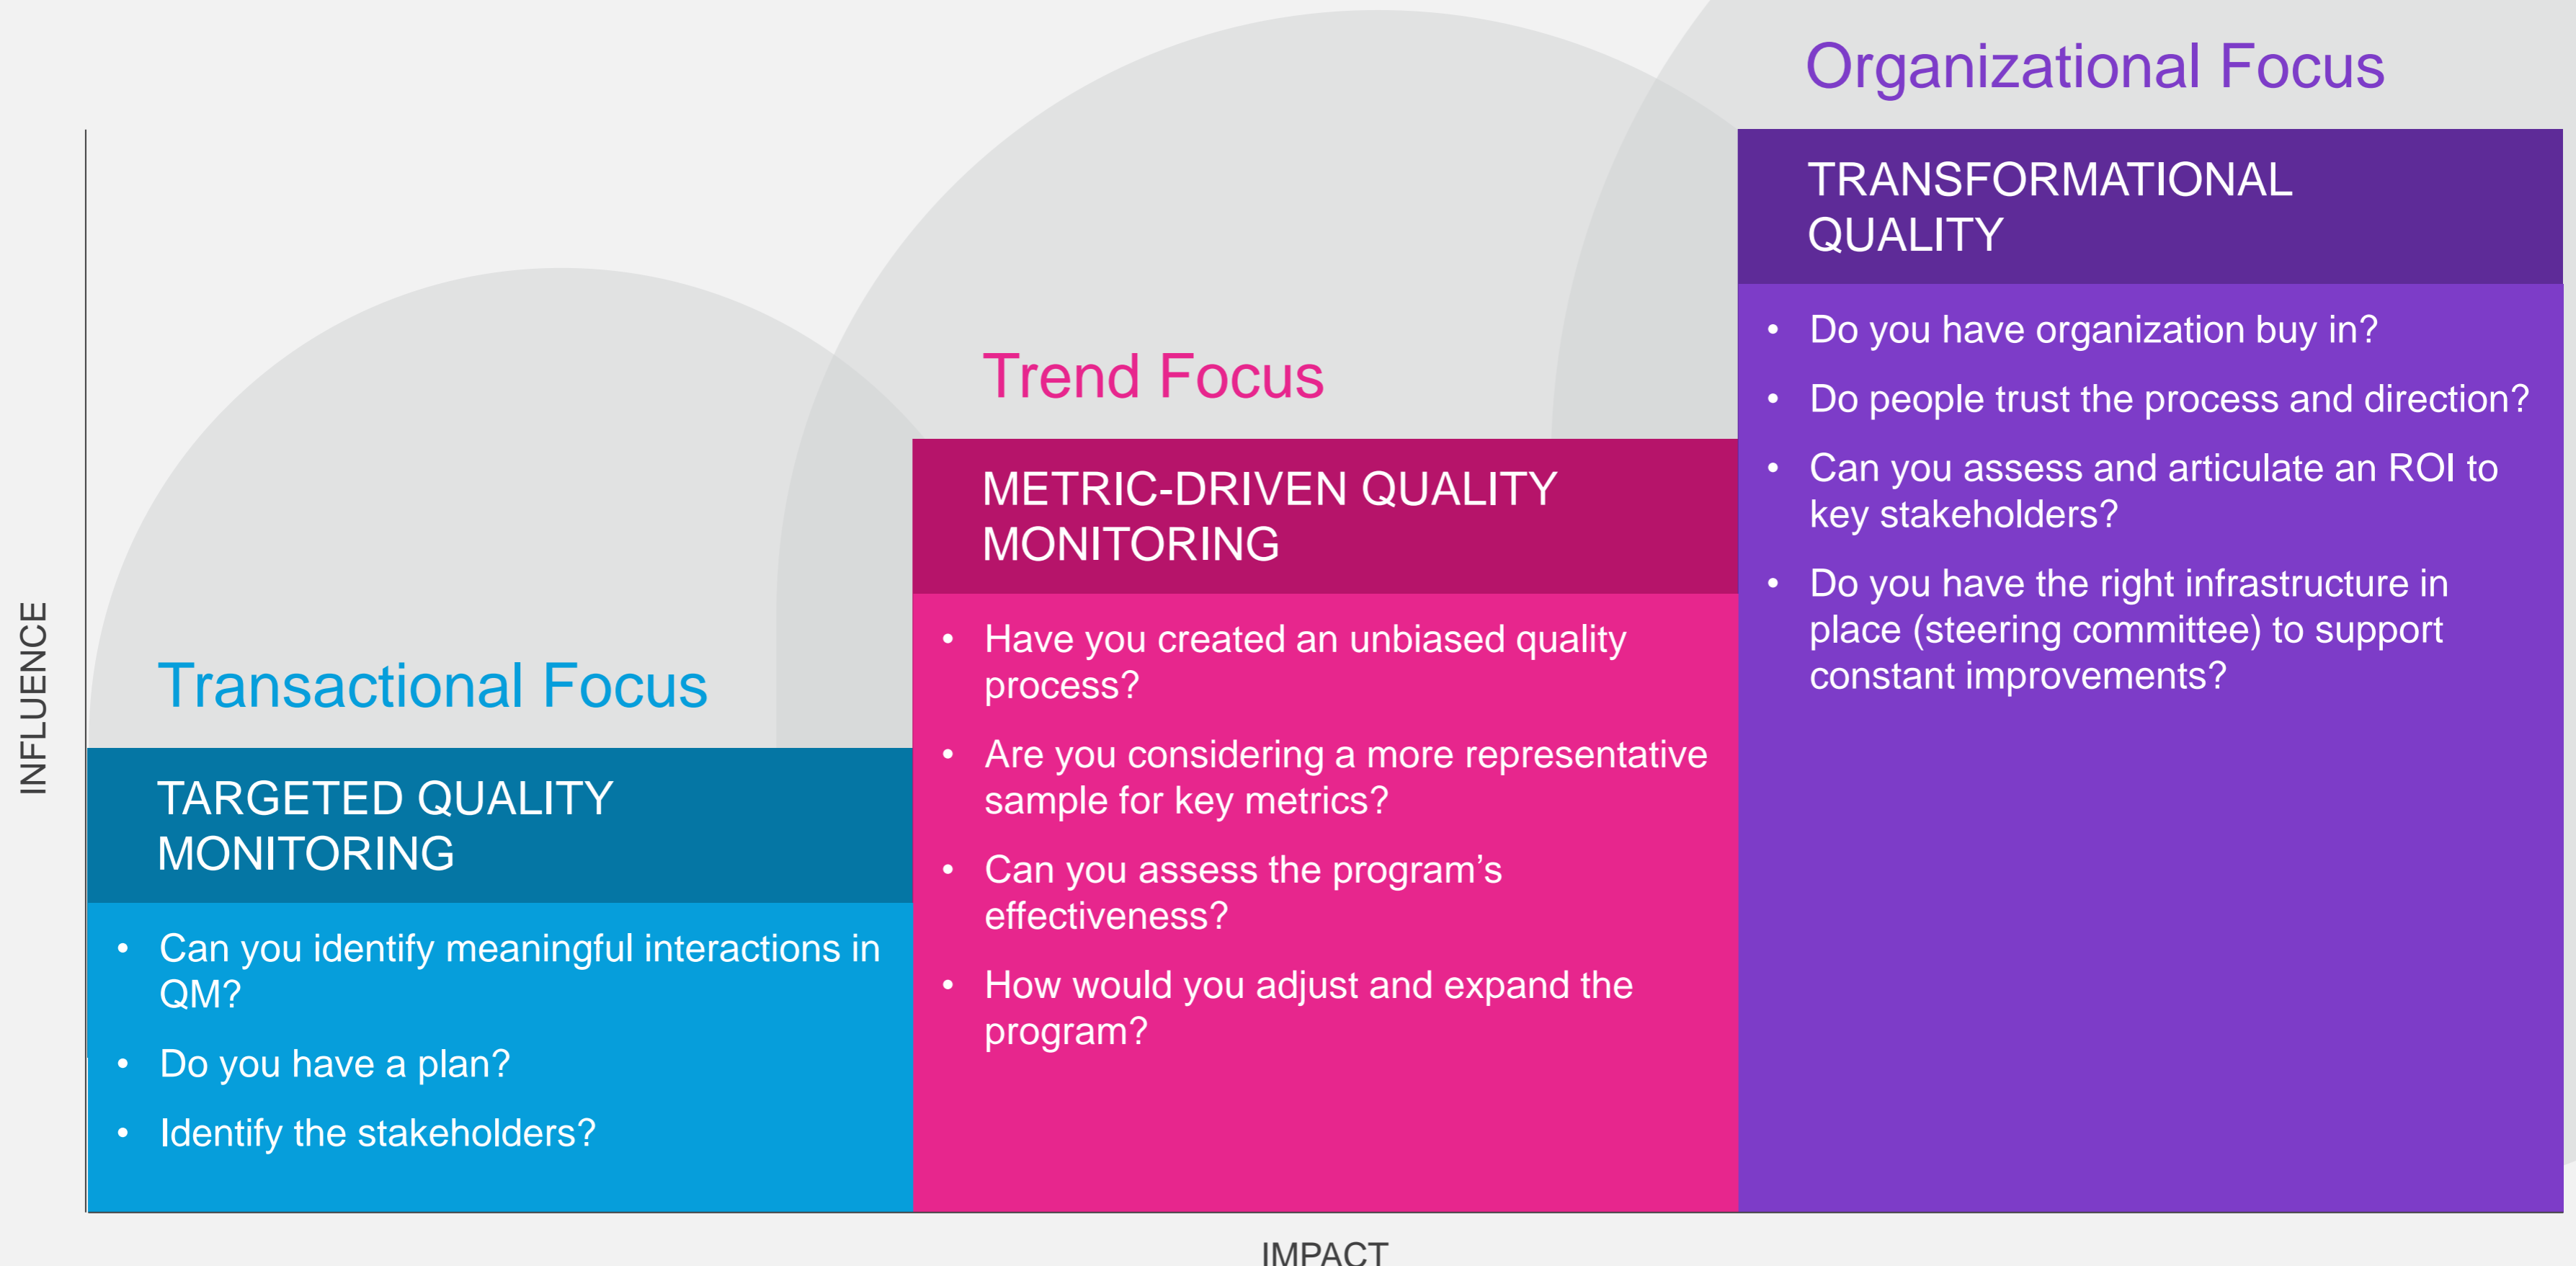 INFLUENCE
Transactional Focus
TARGETED QUALITY
MONITORING
• Can you identify meaningful interactions in
QM?
• Do you have a plan?
• Identify the stakeholders?
Trend Focus
METRIC-DRIVEN QUALITY
MONITORING
• Have you created an unbiased quality
process?
• Are you considering a more representative
sample for key metrics?
• Can you assess the program’s
effectiveness?
• How would you adjust and expand the
program?
Organizational Focus
TRANSFORMATIONAL
QUALITY
• Do you have organization buy in?
• Do people trust the process and direction?
• Can you assess and articulate an ROI to
key stakeholders?
• Do you have the right infrastructure in
place (steering committee) to support
constant improvements?
IMPACT